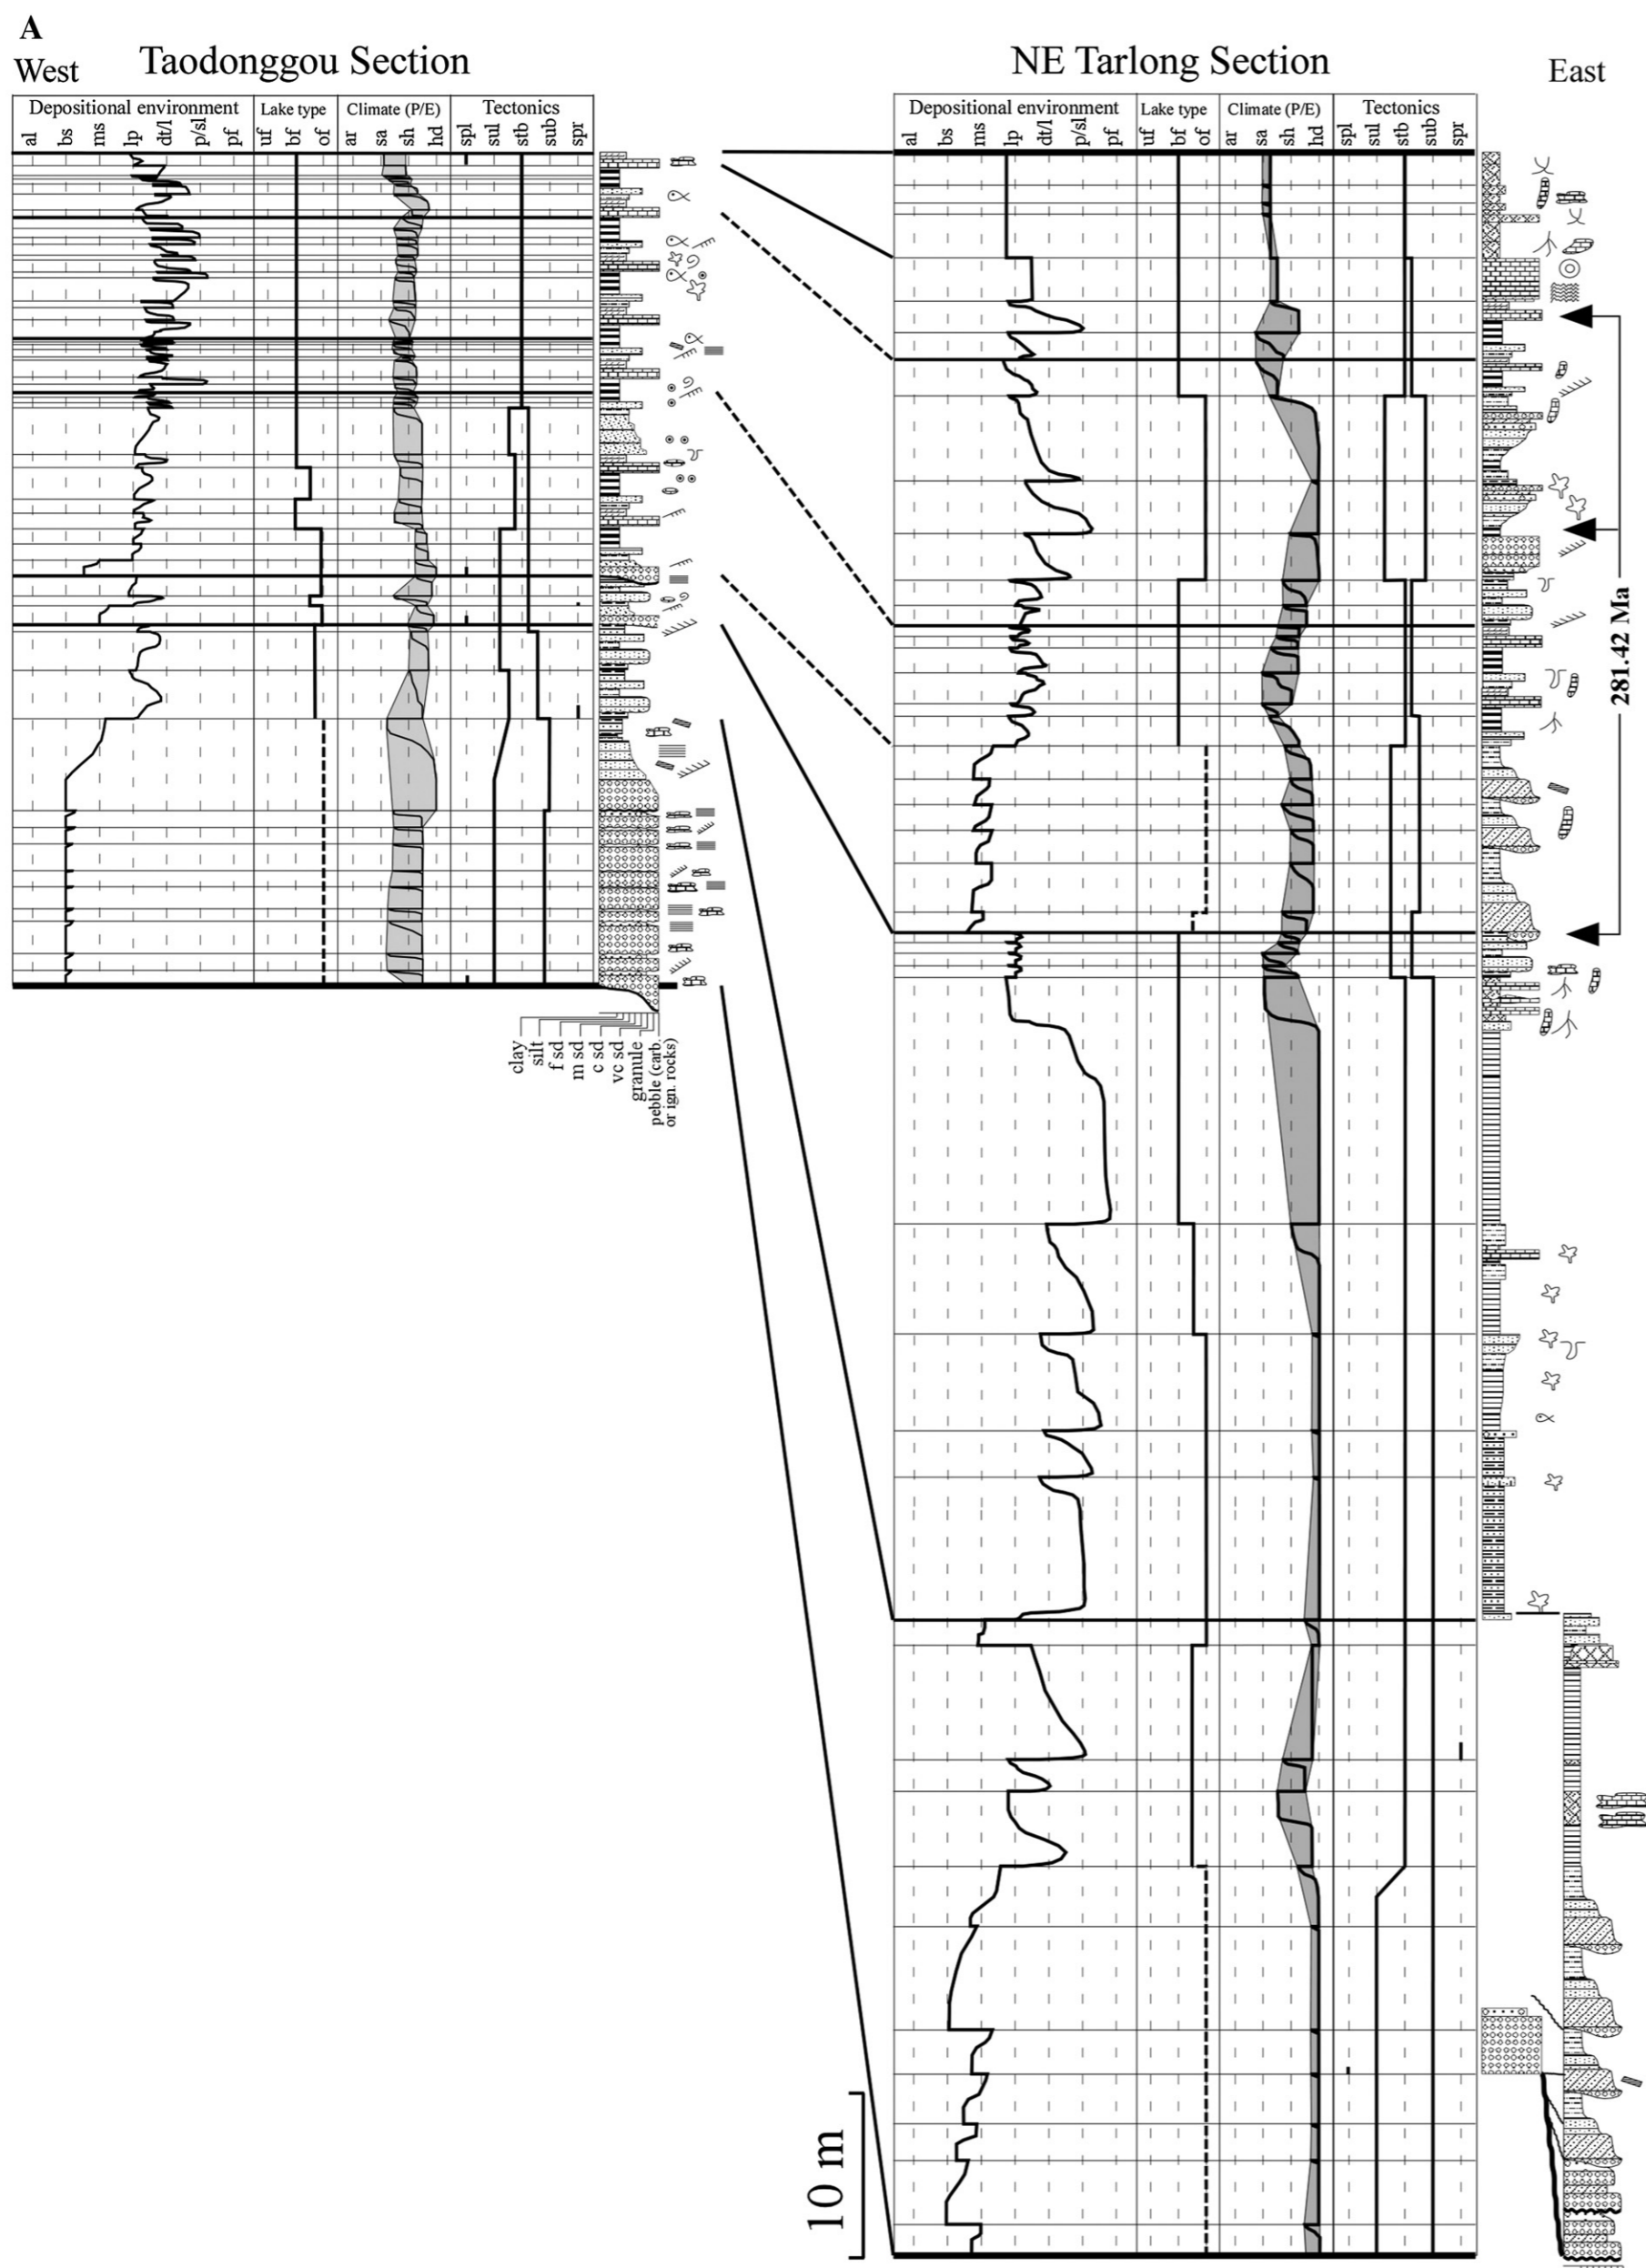 A
West
Taodonggou Section
NE Tarlong Section
East
Depositional environment
Lake type
Climate (P/E)
Tectonics
al
bs
ms
lp
dt/l
p/sl
pf
uf
bf
of
ar
sa
sh
hd
spl
sul
stb
sub
spr
Depositional environment
Lake type
Climate (P/E)
Tectonics
al
bs
ms
lp
dt/l
p/sl
pf
uf
bf
of
ar
sa
sh
hd
spl
sul
stb
sub
spr
281.42 Ma
clay
silt
f sd
m sd
c sd
vc sd
granule
pebble (carb.
or ign. rocks)
10 m